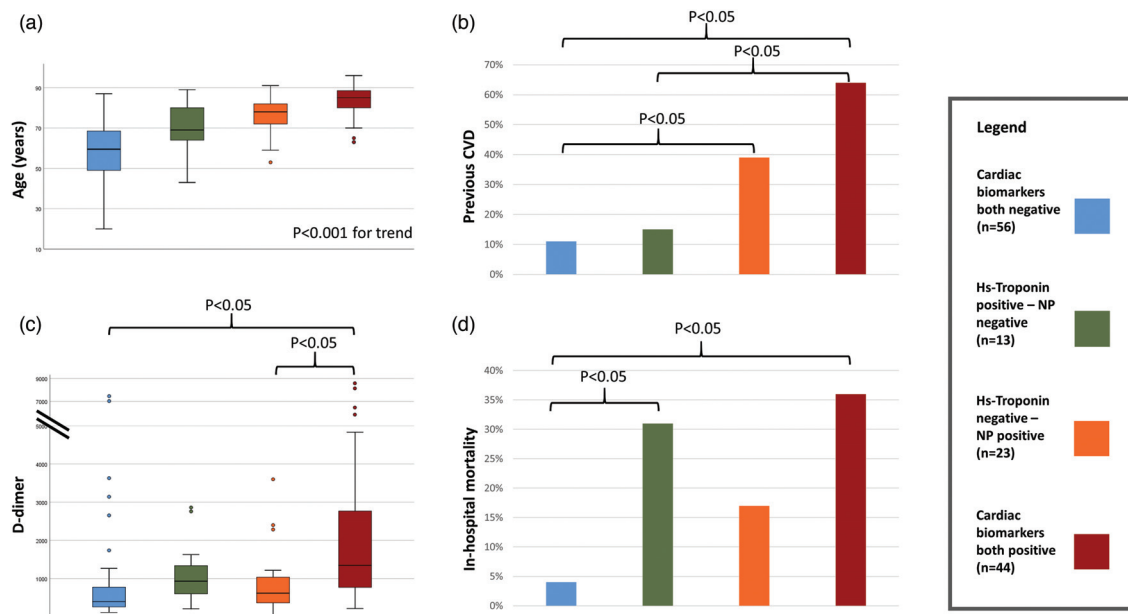 (a)
Age (years)
90
70
50
30
10
P<0.001 for trend
(b)
P<0.05
P<0.05
P<0.05
Previous CVD
70%
60%
50%
40%
30%
20%
10%
0%
(c)
P<0.05
P<0.05
D-dimer
9000
7000
5000
4000
3000
2000
1000
(d)
P<0.05
P<0.05
In-hospital mortality
40%
35%
30%
25%
20%
15%
10%
5%
0%
Legend
Cardiac
biomarkers
both negative
(n=56)
Hs-Troponin
positive – NP
negative
(n=13)
Hs-Troponin
negative –
NP positive
(n=23)
Cardiac
biomarkers
both positive
(n=44)